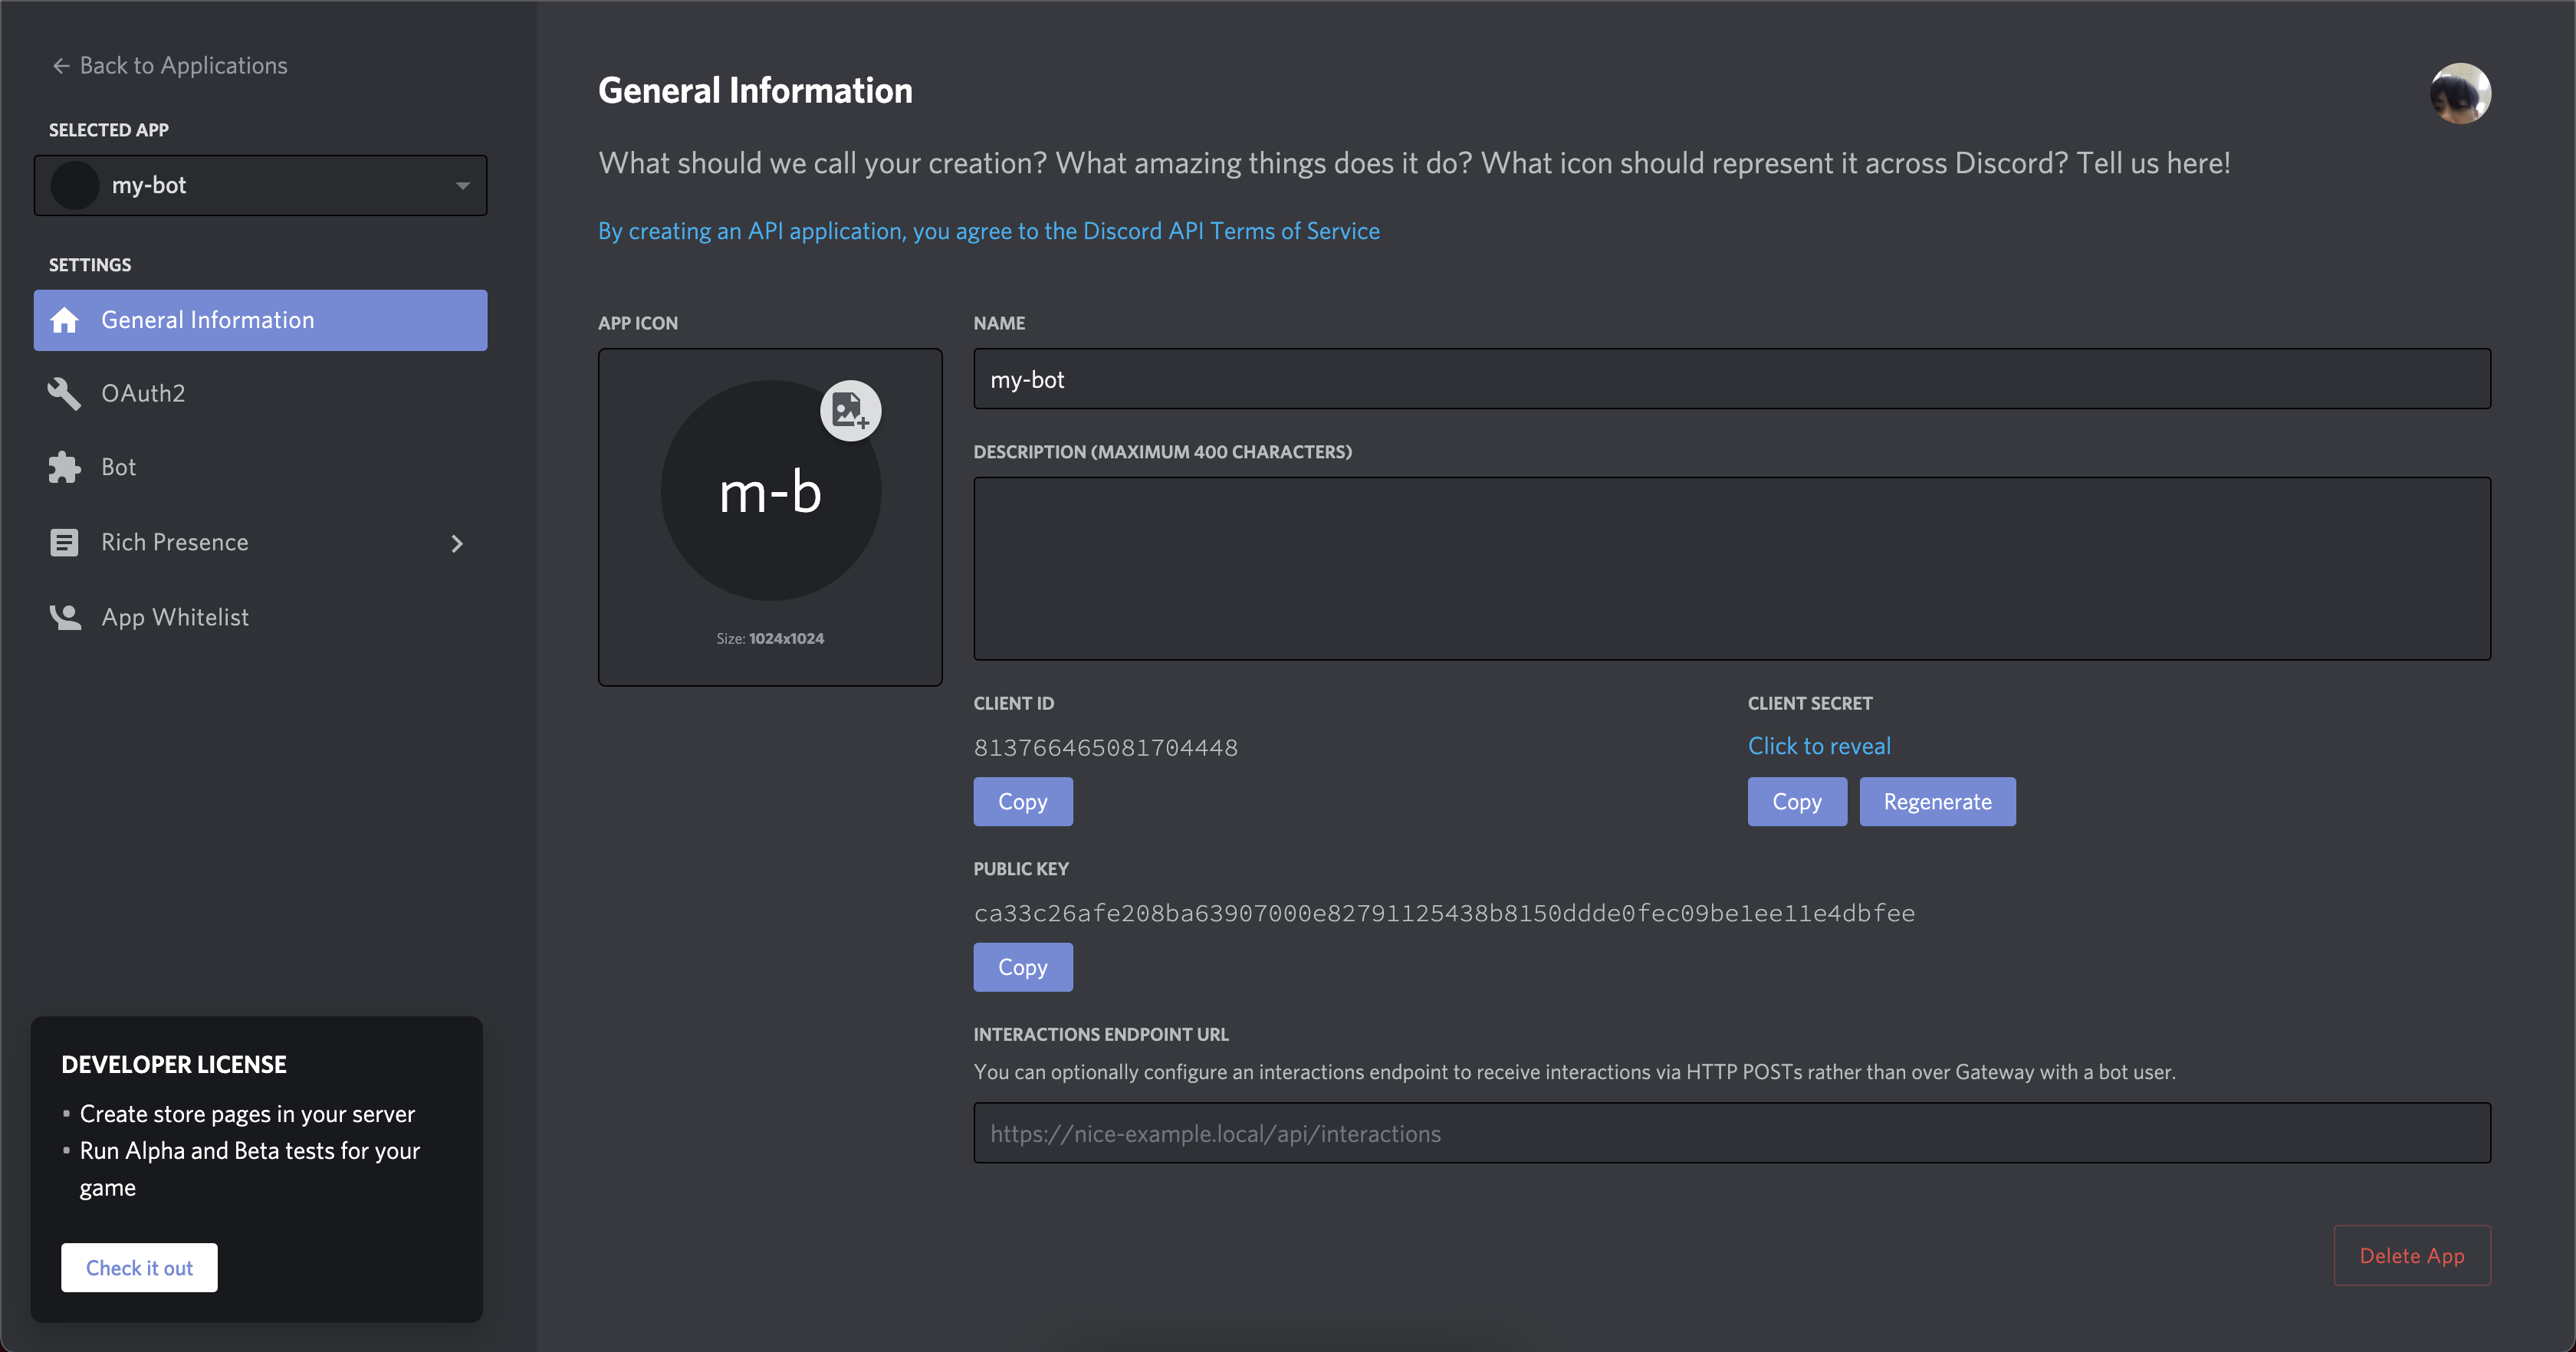 Back to Applications
SELECTED APP
my-bot
SETTINGS
General Information
OAuth2
Bot
Rich Presence
App Whitelist
DEVELOPER LICENSE
• Create store pages in your server
• Run Alpha and Beta tests for your
game
Check it out
General Information
What should we call your creation? What amazing things does it do? What icon should represent it across Discord? Tell us here!
By creating an API application, you agree to the Discord API Terms of Service
APP ICON
m-b
Size: 1024x1024
NAME
my-bot
DESCRIPTION (MAXIMUM 400 CHARACTERS)
CLIENT ID
813766465081704448
Copy
CLIENT SECRET
Click to reveal
Copy Regenerate
PUBLIC KEY
ca33c26afe208ba63907000e82791125438b8150ddde0fec09be1ee11e4dbfee
Copy
INTERACTIONS ENDPOINT URL
You can optionally configure an interactions endpoint to receive interactions via HTTP POSTs rather than over Gateway with a bot user.
https://nice-example.local/api/interactions
Delete App